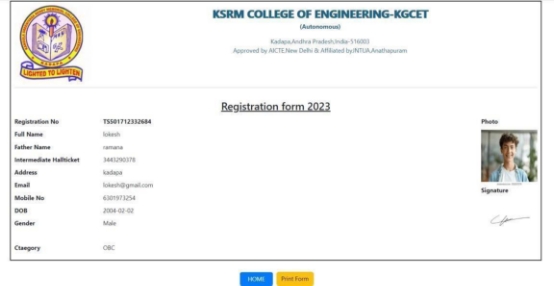 KSRM COLLEGE OF ENGINEERING-KGCET
(Autonomous)
Kadapa,Andhra Pradesh,India-516003
Approved by AICTE,New Delhi & Affiliated by,JNTUA,Anathapuram
LIGHTED TO LIGHTEN
Registration form 2023
Registration No TS501712332684
Photo
Full Name lokesh
Father Name ramana
Intermediate Hallticket 3443290378
Address kadapa
Email lokesh@gmail.com
Signature
Mobile No 6301973254
DOB 2004-02-02
Gender Male
Ctaegory OBC
HOME Print Form